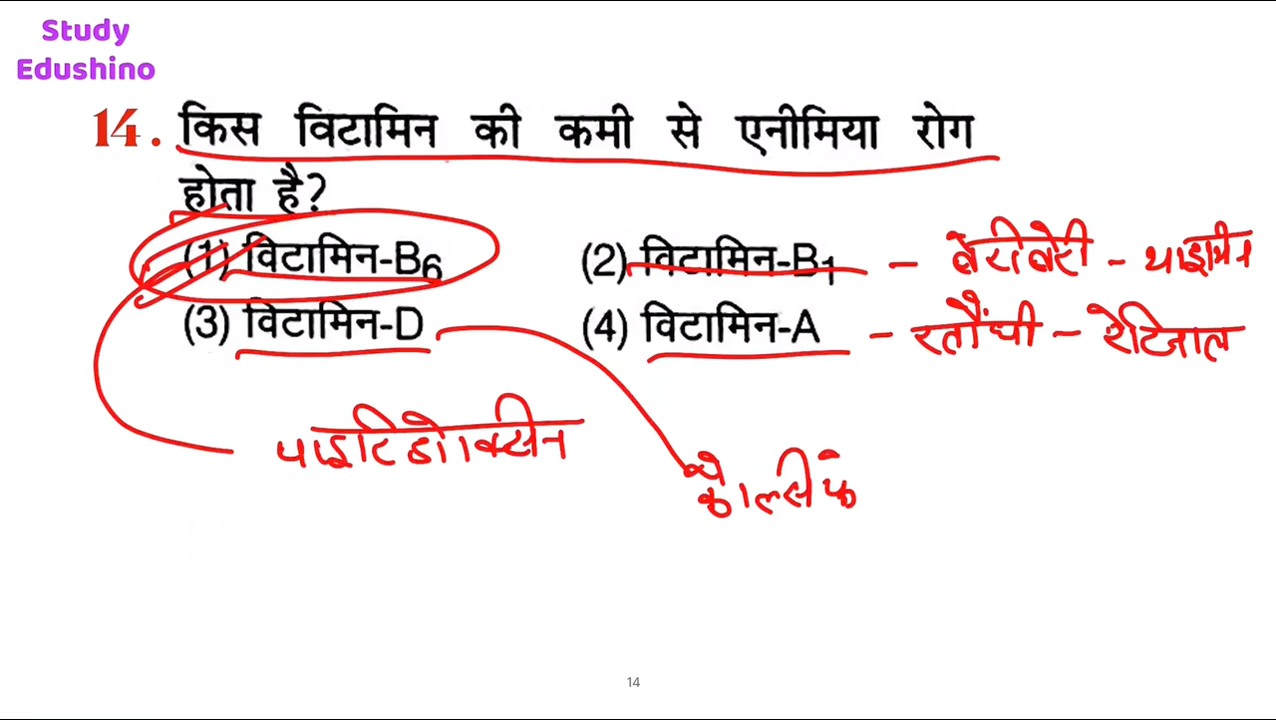 Study
Edushino
14. किस विटामिन की कमी से एनीमिया रोग
होता है?
(1) विटामिन-B6 (2) विटामिन-B1 – बेरीबेरी – थाइमिन
(3) विटामिन-D (4) विटामिन-A – रतौंधी – रेटिनाल
पाइरिडोक्सीन
14